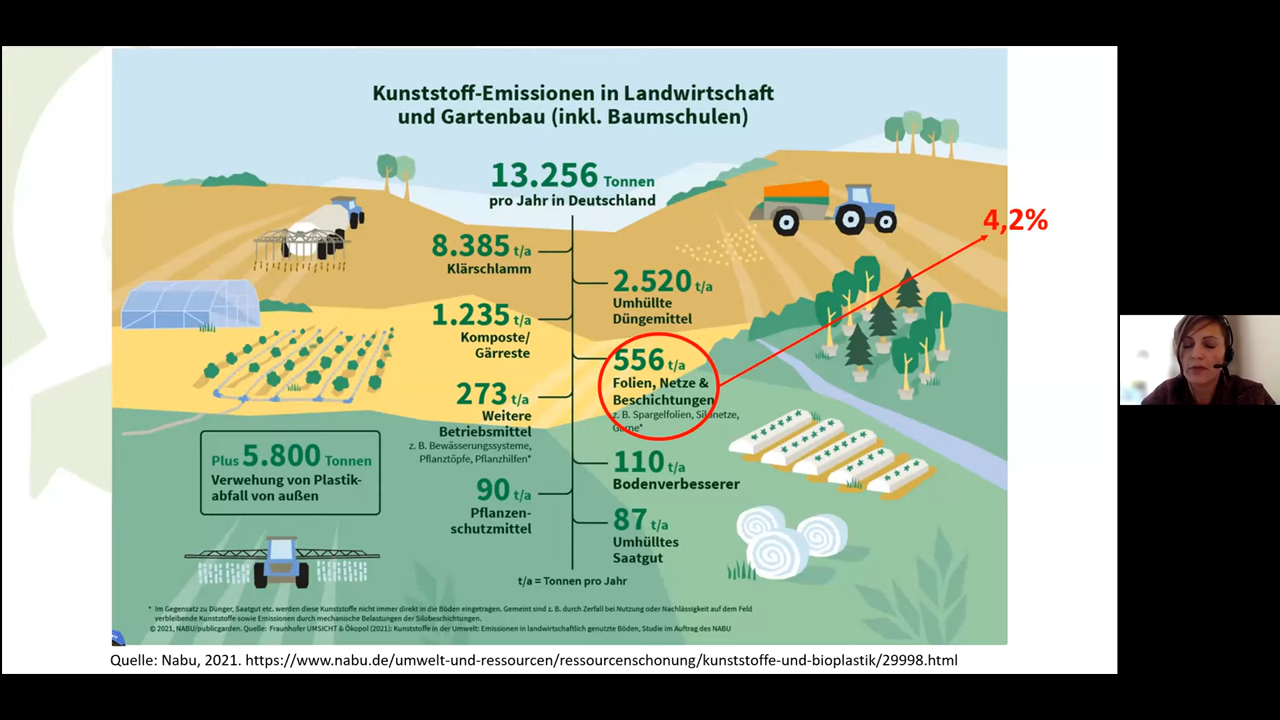 Kunststoff-Emissionen in Landwirtschaft
und Gartenbau (inkl. Baumschulen)
13.256 Tonnen
pro Jahr in Deutschland
4,2%
8.385 t/a
Klärschlamm
2.520 t/a
Umhüllte
Düngemittel
1.235 t/a
Komposte/
Gärreste
556 t/a
Folien, Netze &
Beschichtungen
z. B. Spargelfolien, Silonetze,
Garne*
273 t/a
Weitere
Betriebsmittel
z. B. Bewässerungssysteme,
Pflanztöpfe, Pflanzhilfen*
Plus 5.800 Tonnen
Verwehung von Plastik-
abfall von außen
110 t/a
Bodenverbesserer
90 t/a
Pflanzen-
schutzmittel
87 t/a
Umhülltes
Saatgut
t/a = Tonnen pro Jahr
* Im Gegensatz zu Dünger, Saatgut etc. werden diese Kunststoffe nicht immer direkt in die Böden eingetragen. Gemeint sind z. B. durch Zerfall bei Nutzung oder Nachlässigkeit auf dem Feld
verbleibende Kunststoffe sowie Emissionen durch mechanische Belastungen der Silobeschichtungen.
© 2021, NABU/publicgarden. Quelle: Fraunhofer UMSICHT & Ökopol (2021): Kunststoffe in der Umwelt: Emissionen in landwirtschaftlich genutzte Böden, Studie im Auftrag des NABU
Quelle: Nabu, 2021. https://www.nabu.de/umwelt-und-ressourcen/ressourcenschonung/kunststoffe-und-bioplastik/29998.html